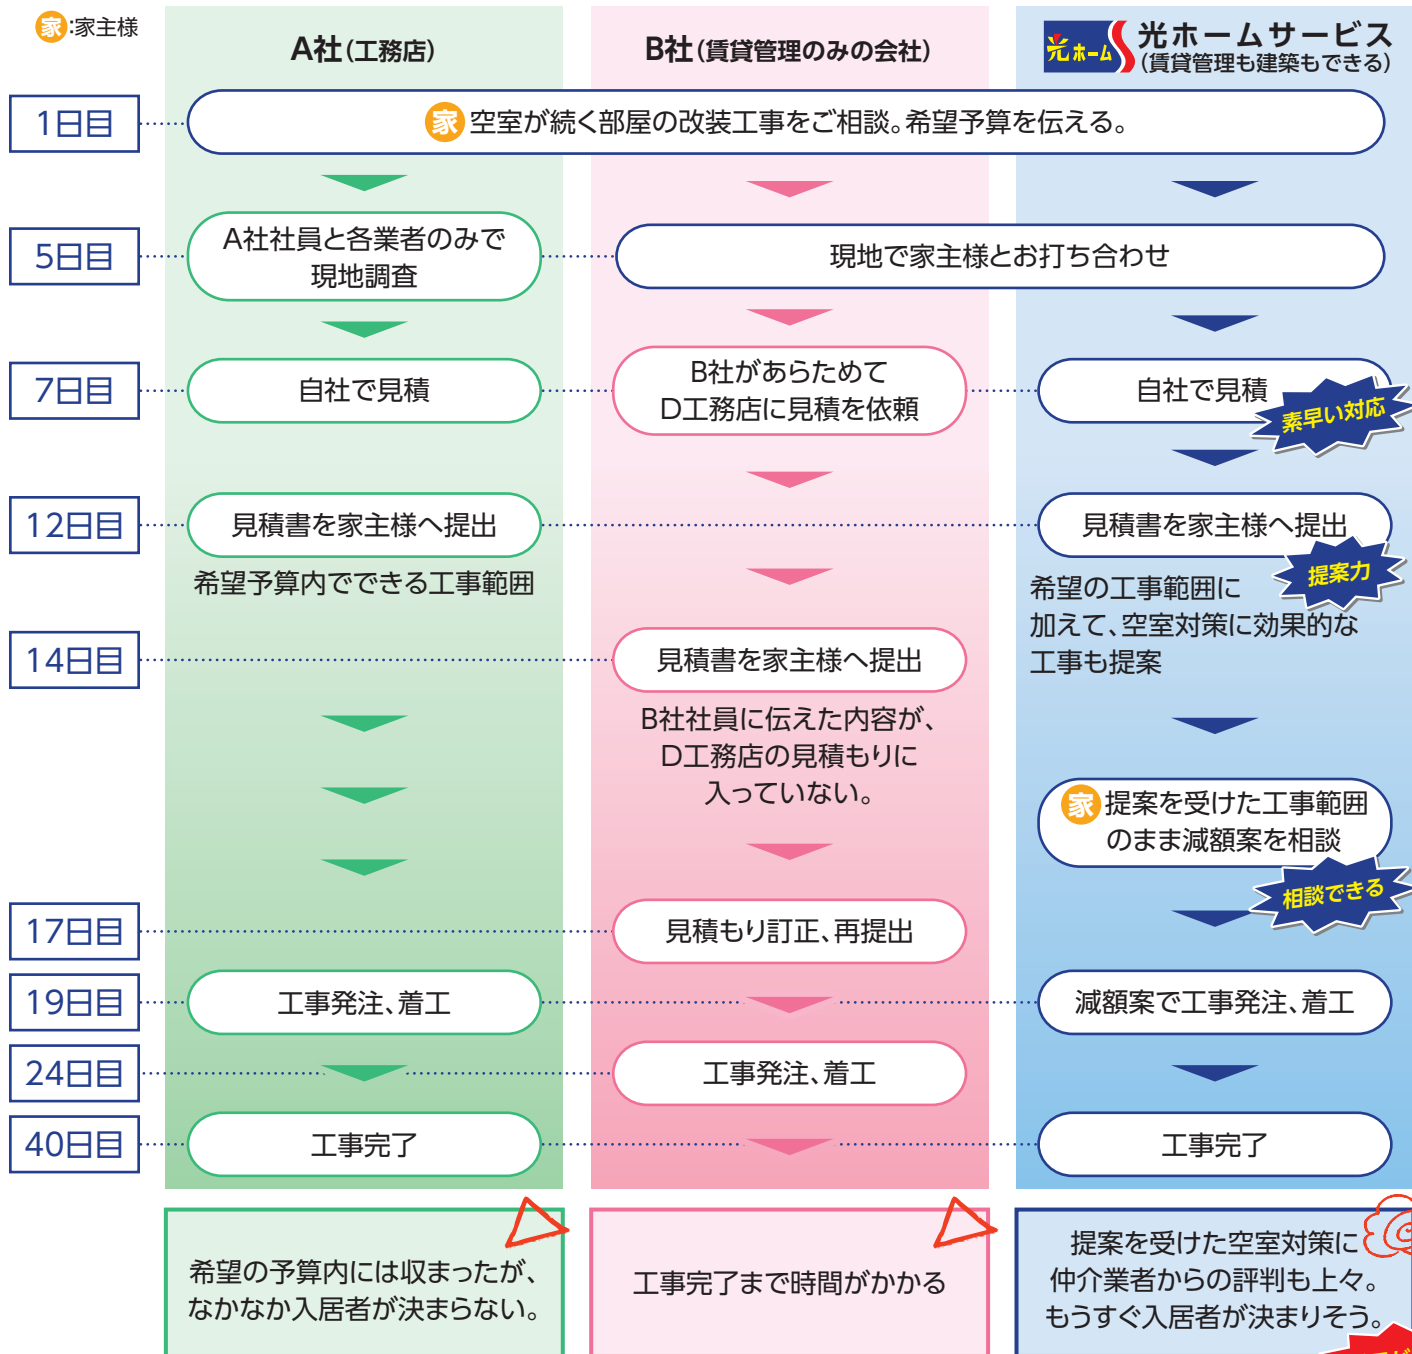 家:家主様
A社(工務店)
B社(賃貸管理のみの会社)
光ホーム
光ホームサービス
(賃貸管理も建築もできる)
1日目
家 空室が続く部屋の改装工事をご相談。希望予算を伝える。
5日目
A社社員と各業者のみで
現地調査
現地で家主様とお打ち合わせ
7日目
自社で見積
B社があらためて
D工務店に見積を依頼
自社で見積
素早い対応
12日目
見積書を家主様へ提出
希望予算内でできる工事範囲
見積書を家主様へ提出
提案力
希望の工事範囲に
加えて、空室対策に効果的な
工事も提案
14日目
見積書を家主様へ提出
B社社員に伝えた内容が、
D工務店の見積もりに
入っていない。
家 提案を受けた工事範囲
のまま減額案を相談
相談できる
17日目
見積もり訂正、再提出
19日目
工事発注、着工
減額案で工事発注、着工
24日目
工事発注、着工
40日目
工事完了
工事完了
希望の予算内には収まったが、
なかなか入居者が決まらない。
工事完了まで時間がかかる
提案を受けた空室対策に
仲介業者からの評判も上々。
もうすぐ入居者が決まりそう。